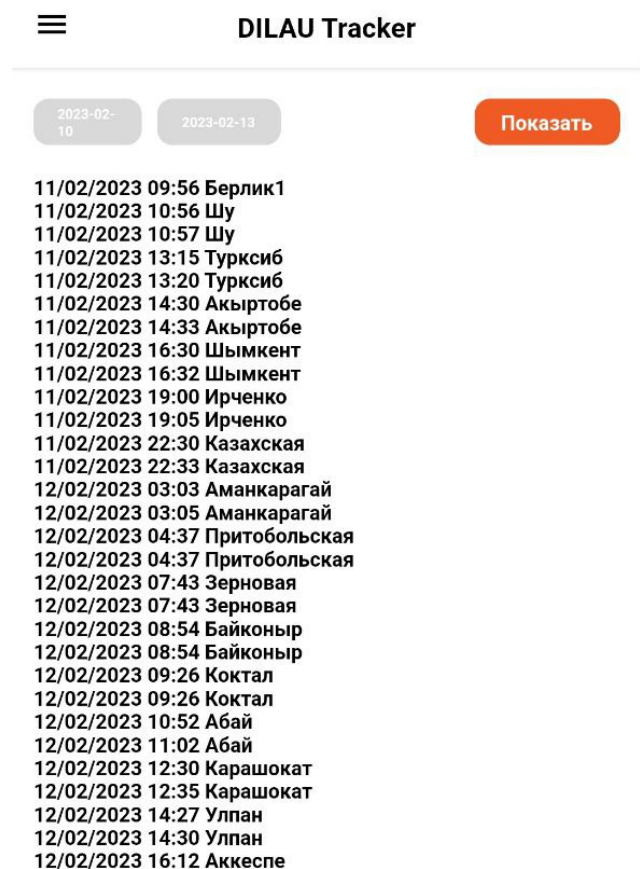 DILAU Tracker
2023-02-
10
2023-02-13
Показать
11/02/2023 09:56 Берлик1
11/02/2023 10:56 Шу
11/02/2023 10:57 Шу
11/02/2023 13:15 Турксиб
11/02/2023 13:20 Турксиб
11/02/2023 14:30 Акыртобе
11/02/2023 14:33 Акыртобе
11/02/2023 16:30 Шымкент
11/02/2023 16:32 Шымкент
11/02/2023 19:00 Ирченко
11/02/2023 19:05 Ирченко
11/02/2023 22:30 Казахская
11/02/2023 22:33 Казахская
12/02/2023 03:03 Аманкарагай
12/02/2023 03:05 Аманкарагай
12/02/2023 04:37 Притобольская
12/02/2023 04:37 Притобольская
12/02/2023 07:43 Зерновая
12/02/2023 07:43 Зерновая
12/02/2023 08:54 Байконыр
12/02/2023 08:54 Байконыр
12/02/2023 09:26 Коктал
12/02/2023 09:26 Коктал
12/02/2023 10:52 Абай
12/02/2023 11:02 Абай
12/02/2023 12:30 Карашокат
12/02/2023 12:35 Карашокат
12/02/2023 14:27 Улпан
12/02/2023 14:30 Улпан
12/02/2023 16:12 Аккеспе